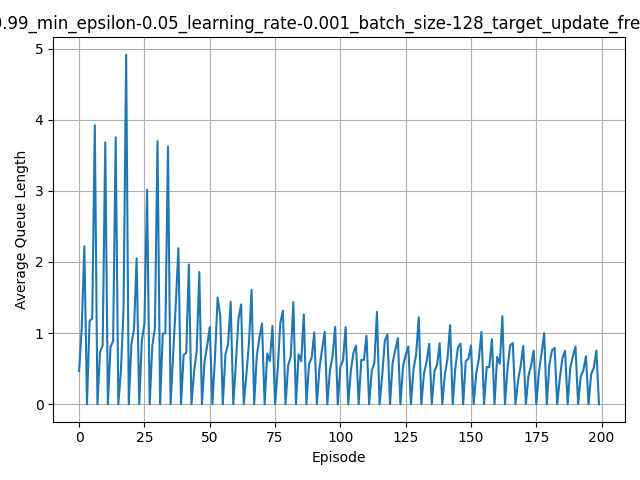 0.99_min_epsilon-0.05_learning_rate-0.001_batch_size-128_target_update_fre
5
4
3
2
1
0
Average Queue Length
0 25 50 75 100 125 150 175 200
Episode